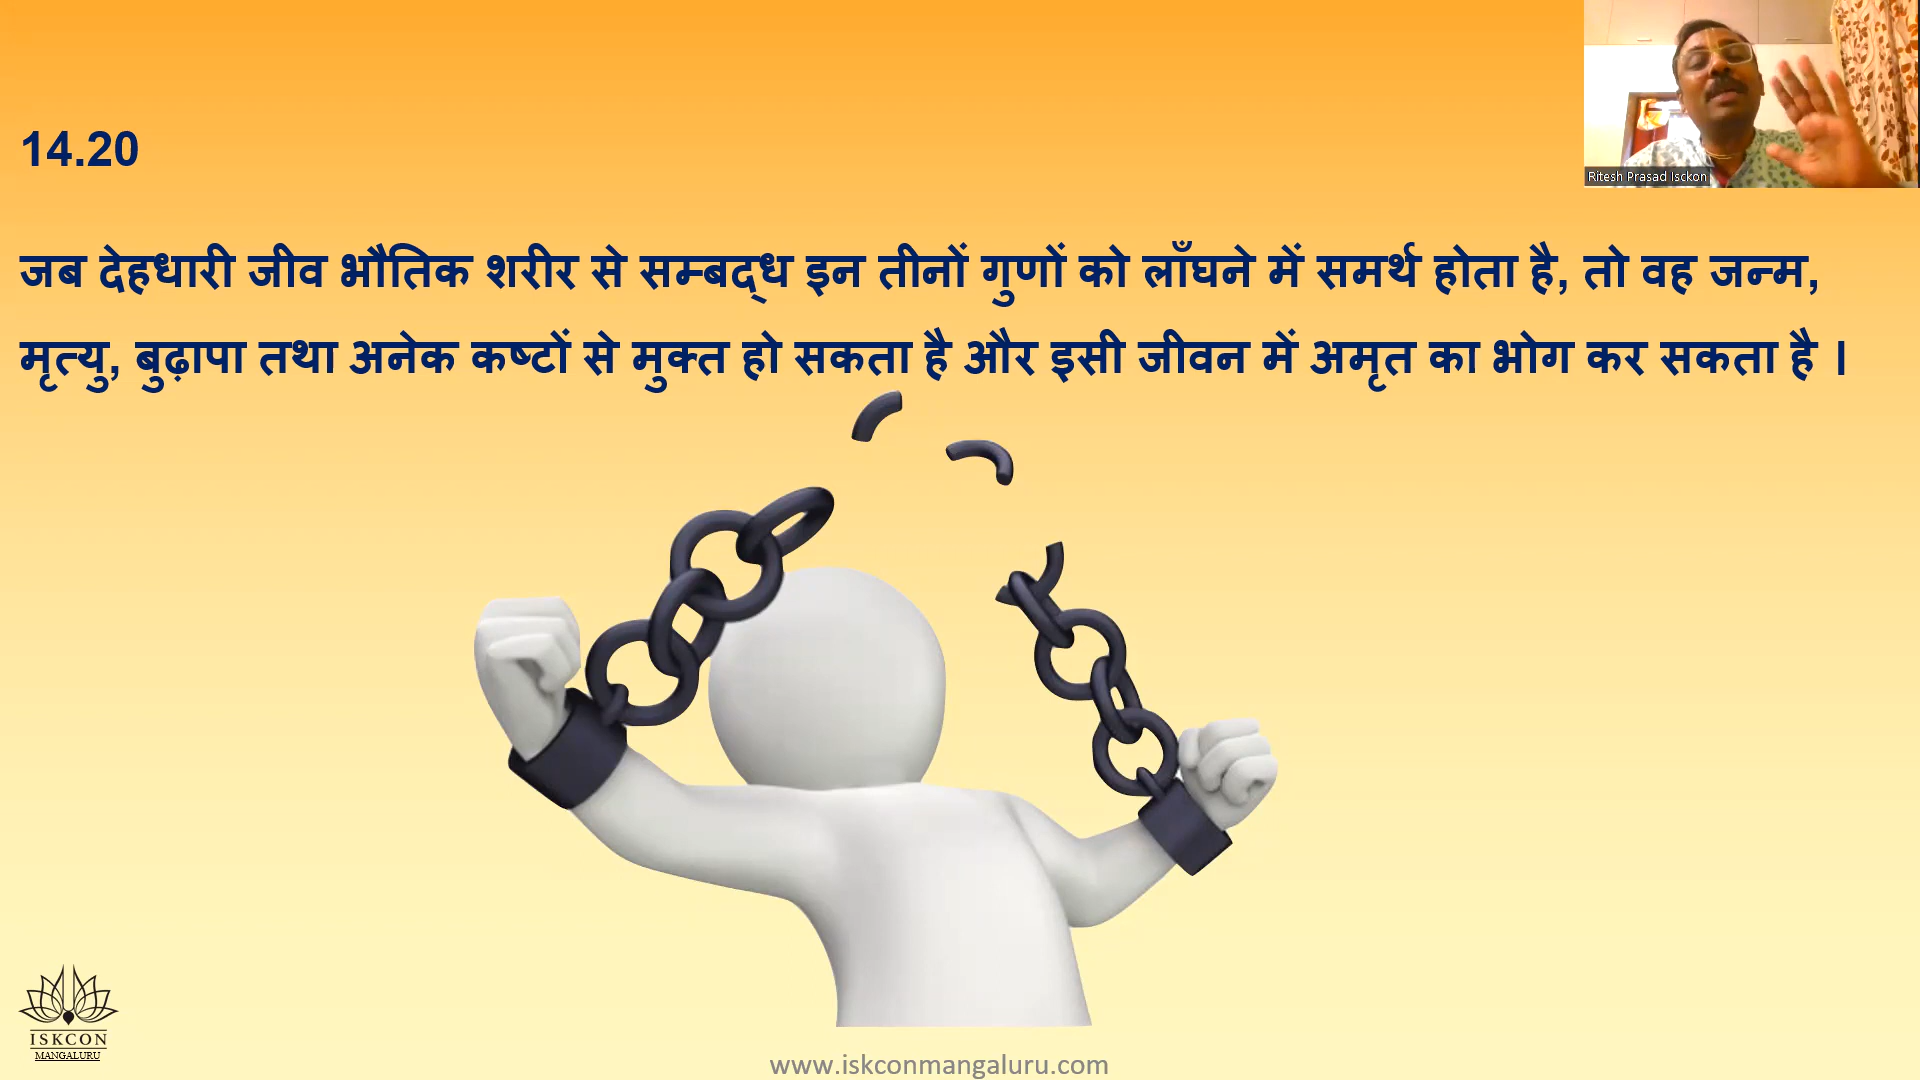 Ritesh Prasad Isckon
14.20
जब देहधारी जीव भौतिक शरीर से सम्बद्ध इन तीनों गुणों को लाँघने में समर्थ होता है, तो वह जन्म,
मृत्यु, बुढ़ापा तथा अनेक कष्टों से मुक्त हो सकता है और इसी जीवन में अमृत का भोग कर सकता है ।
ISKCON
MANGALURU
www.iskconmangaluru.com